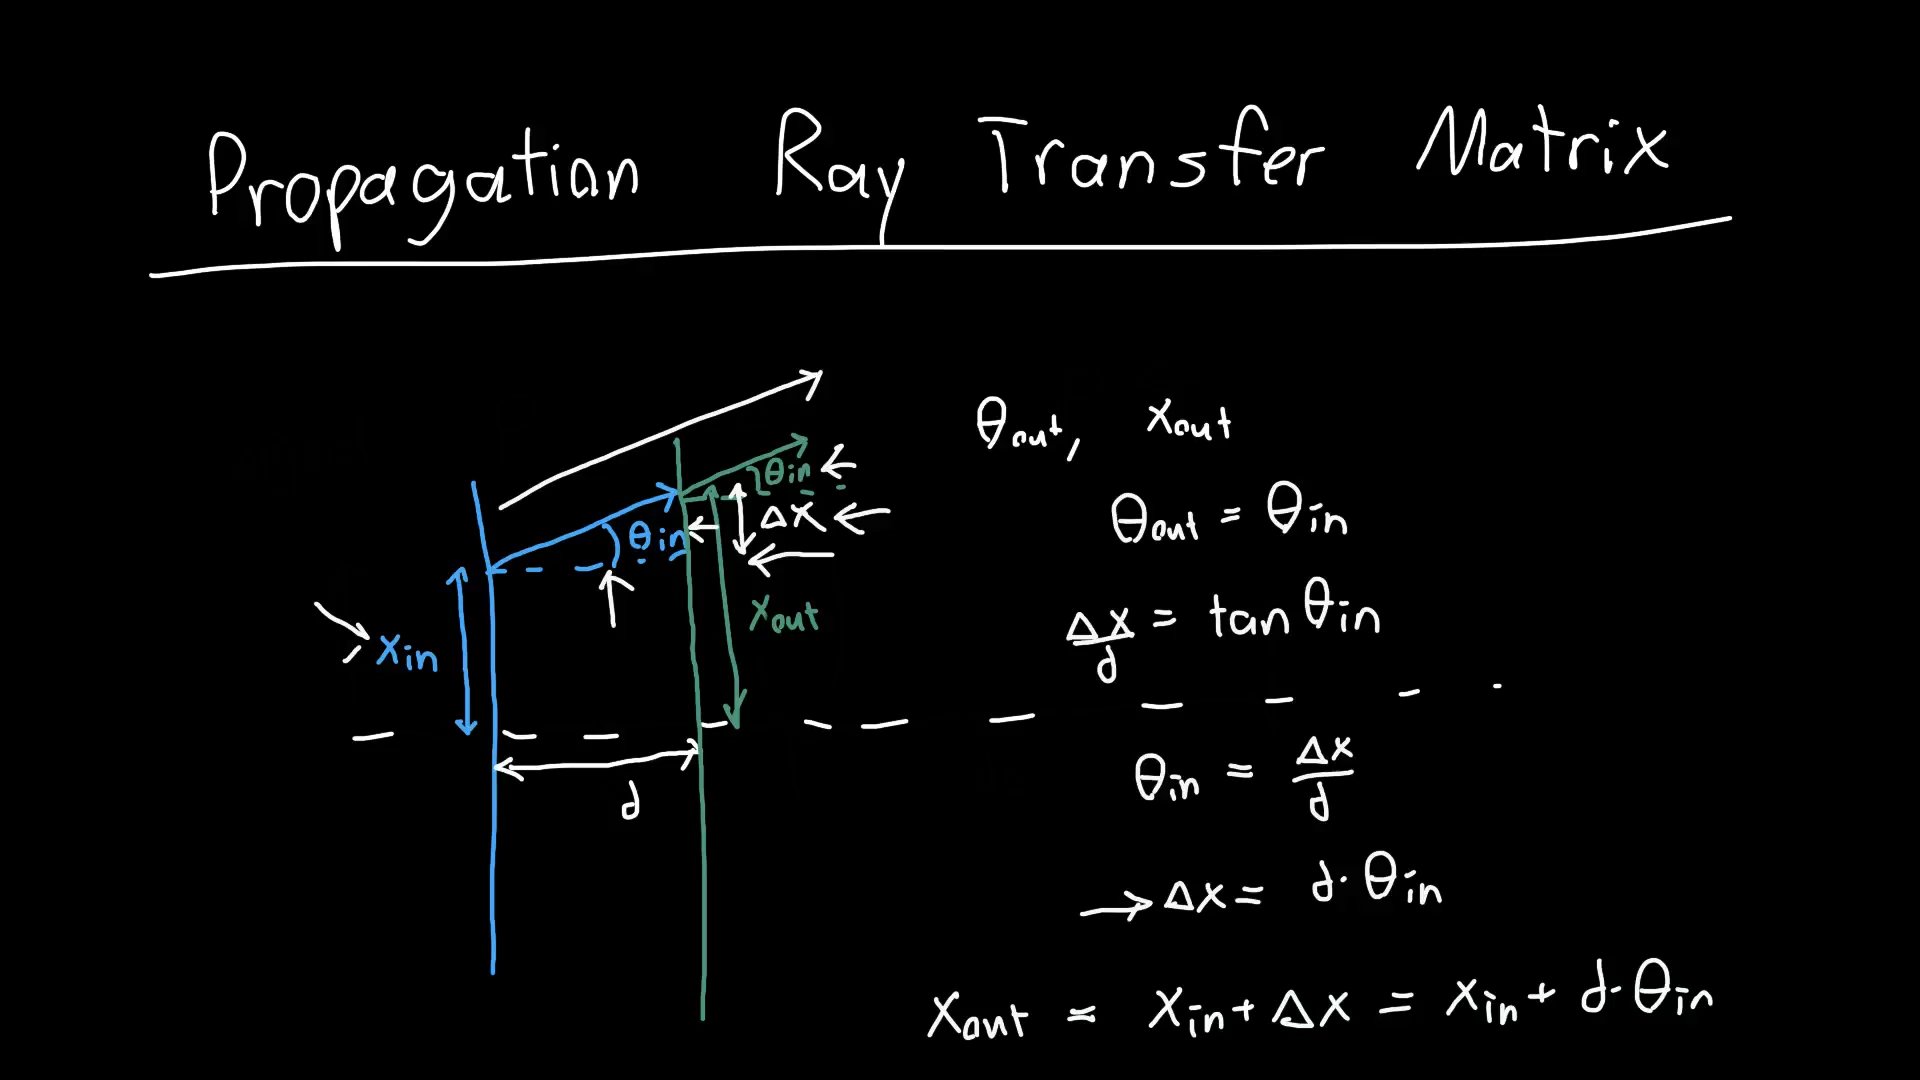 Propagation Ray Transfer Matrix
θout, xout
θin
θout = θin
θin
Δx
Δx/d = tan θin
xout
xin
θin = Δx/d
d
→ Δx = d · θin
xout = xin + Δx = xin + d · θin